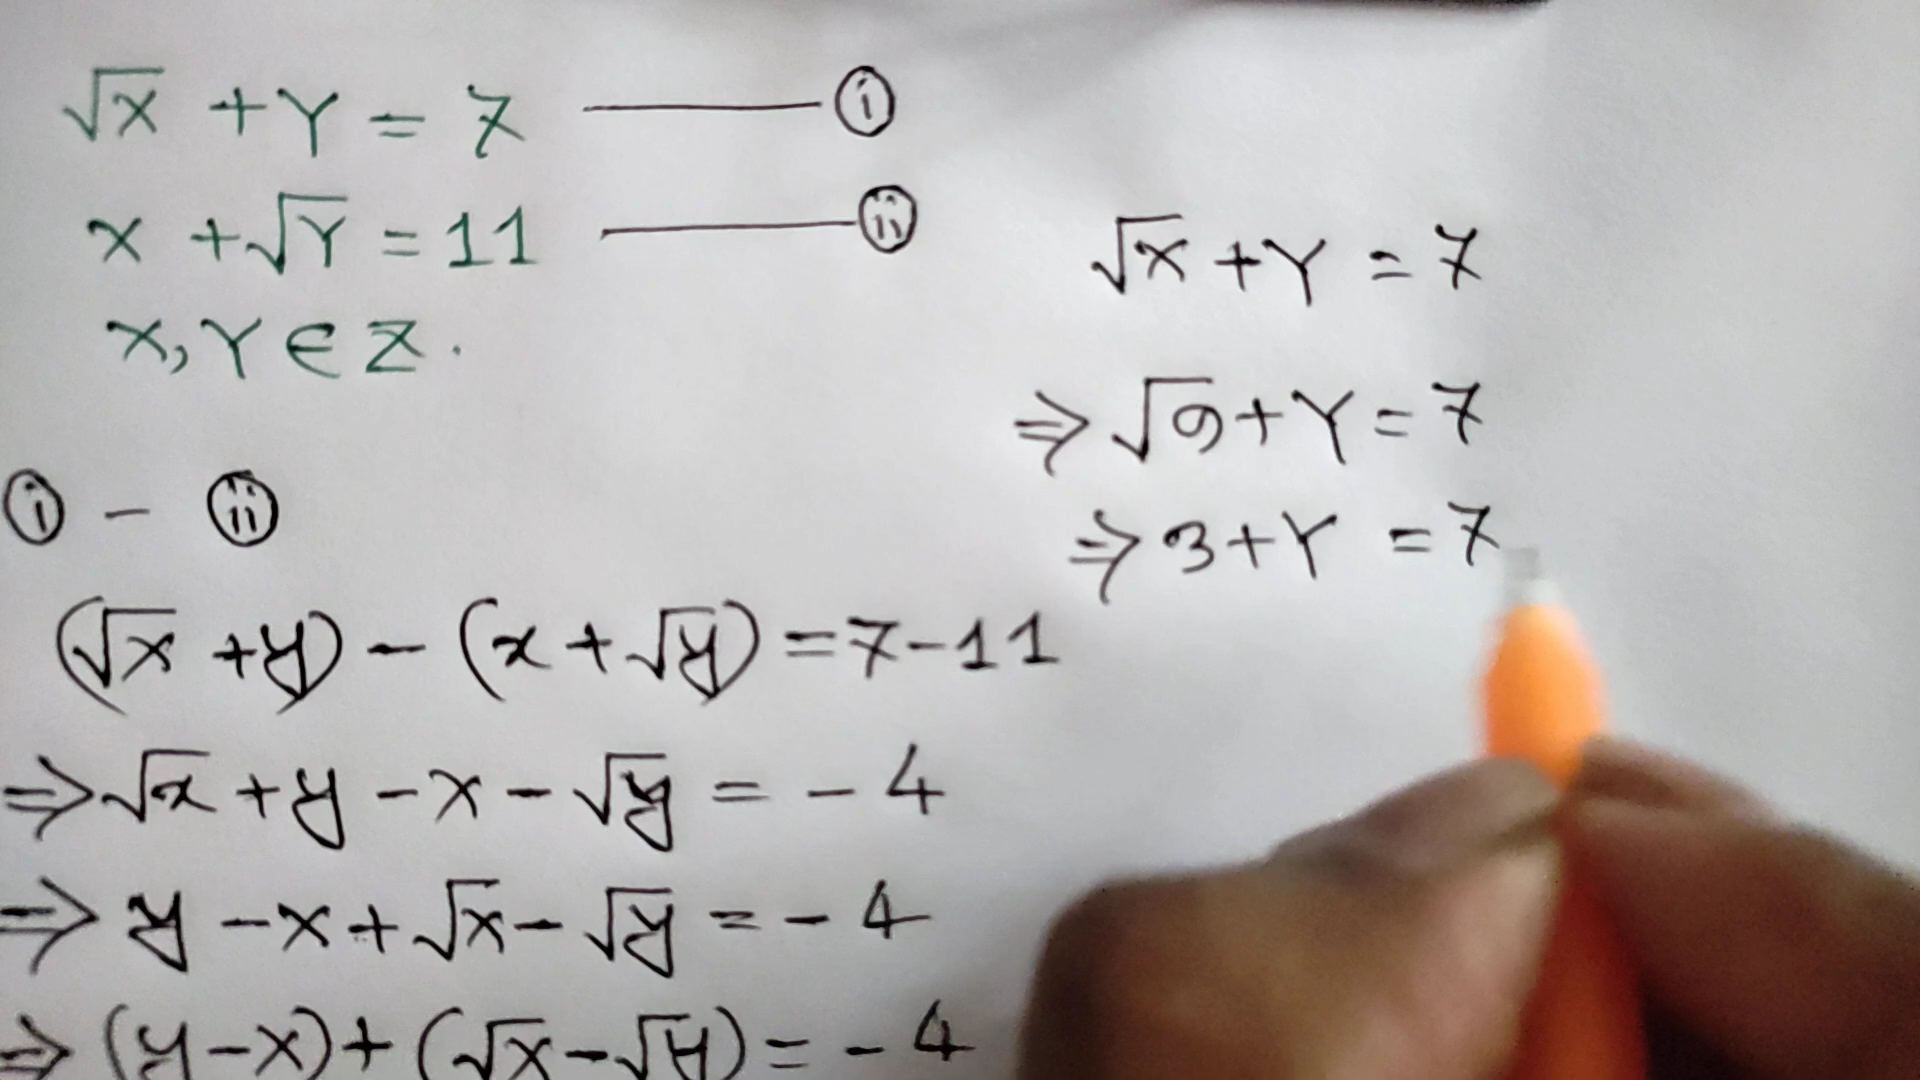 √x + Y = 7 ——— (i)
x + √Y = 11 ——— (ii)
x, Y ∈ Z.
(i) - (ii)
(√x + y) - (x + √y) = 7 - 11
⇒ √x + y - x - √y = - 4
⇒ y - x + √x - √y = - 4
⇒ (y - x) + (√x - √y) = - 4
√x + Y = 7
⇒ √9 + Y = 7
⇒ 3 + Y = 7